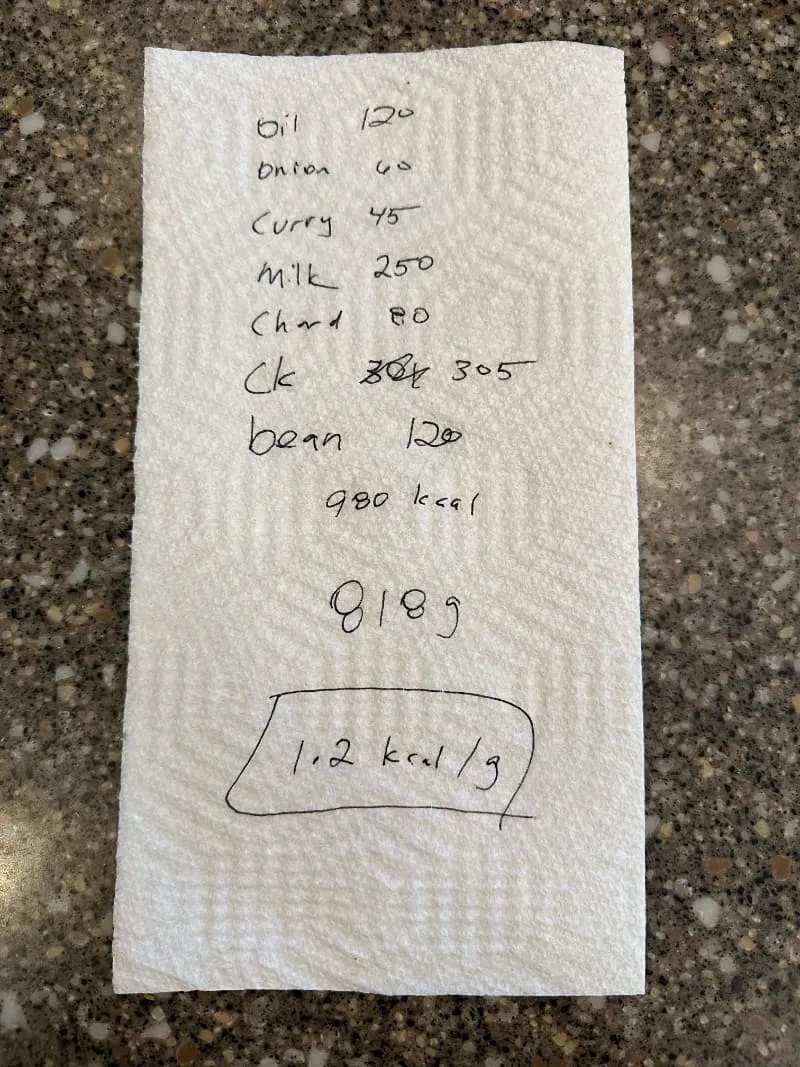 Oil 120
Onion 60
Curry 45
Milk 250
Chard 80
Ck 305
bean 120
980 kcal
818g
1.2 kcal/g